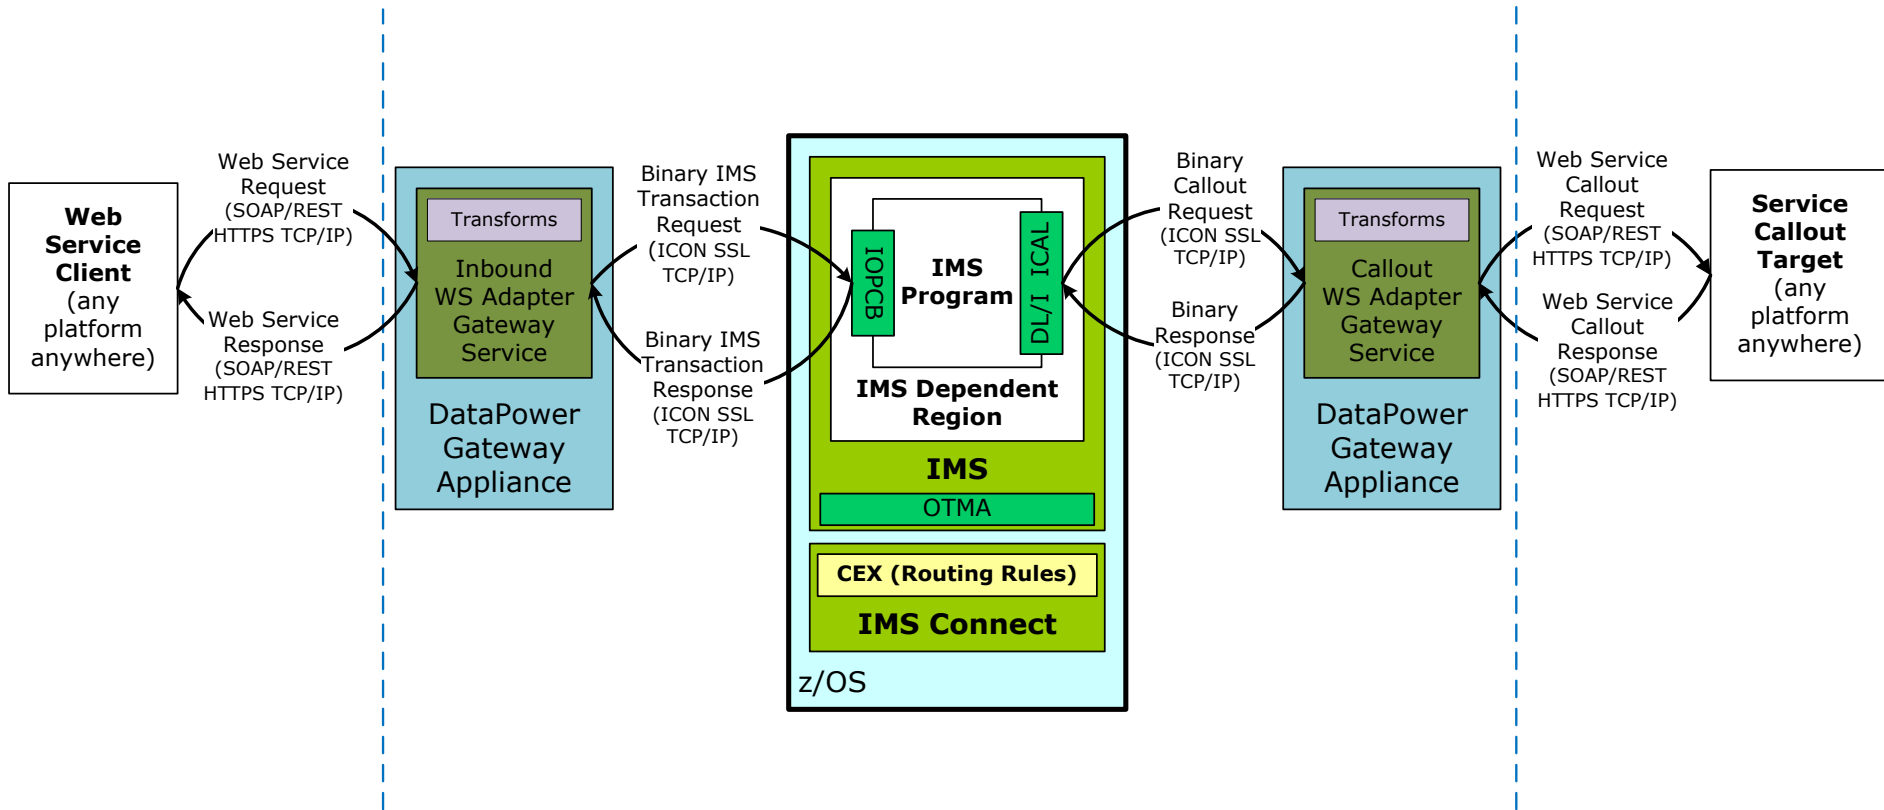 Web
Service
Client
(any
platform
anywhere)
Web Service
Request
(SOAP/REST
HTTPS TCP/IP)
Web Service
Response
(SOAP/REST
HTTPS TCP/IP)
Transforms
Inbound
WS Adapter
Gateway
Service
DataPower
Gateway
Appliance
Binary IMS
Transaction
Request
(ICON SSL
TCP/IP)
Binary IMS
Transaction
Response
(ICON SSL
TCP/IP)
IOPCB
IMS
Program
DL/I ICAL
IMS Dependent
Region
IMS
OTMA
CEX (Routing Rules)
IMS Connect
z/OS
Binary
Callout
Request
(ICON SSL
TCP/IP)
Binary
Response
(ICON SSL
TCP/IP)
Transforms
Callout
WS Adapter
Gateway
Service
DataPower
Gateway
Appliance
Web Service
Callout
Request
(SOAP/REST
HTTPS TCP/IP)
Web Service
Callout
Response
(SOAP/REST
HTTPS TCP/IP)
Service
Callout
Target
(any
platform
anywhere)